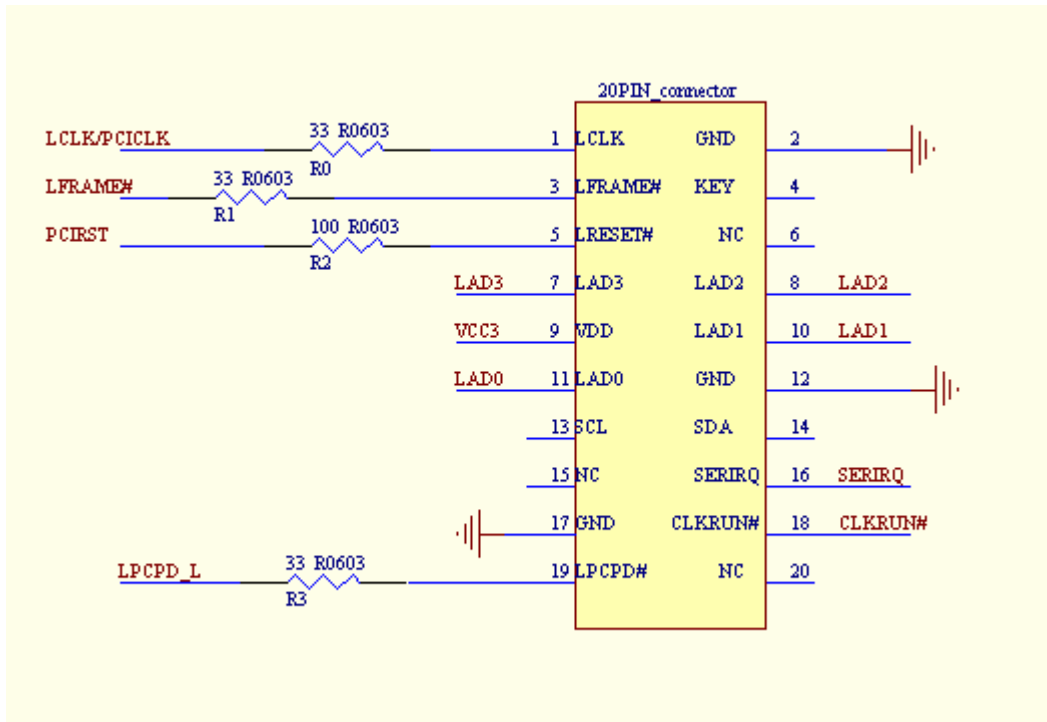 20PIN_connector
LCLK/PCICLK 33 R0603 R0 1 LCLK GND 2
LFRAME# 33 R0603 R1 3 LFRAME# KEY 4
PCIRST 100 R0603 R2 5 LRESET# NC 6
LAD3 7 LAD3 LAD2 8 LAD2
VCC3 9 VDD LAD1 10 LAD1
LAD0 11 LAD0 GND 12
13 SCL SDA 14
15 NC SERIRQ 16 SERIRQ
17 GND CLKRUN# 18 CLKRUN#
LPCPD_L 33 R0603 R3 19 LPCPD# NC 20